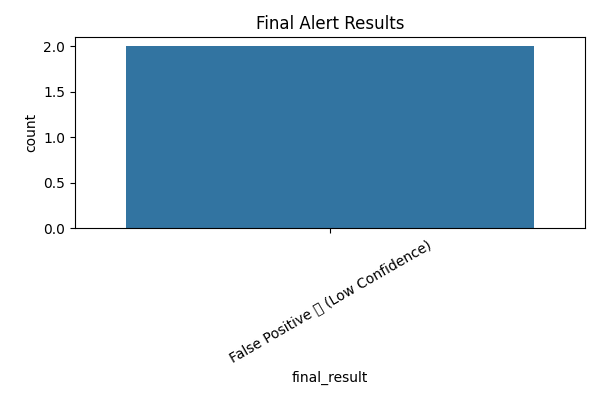 Final Alert Results
count
2.0
1.5
1.0
0.5
0.0
False Positive ▯ (Low Confidence)
final_result